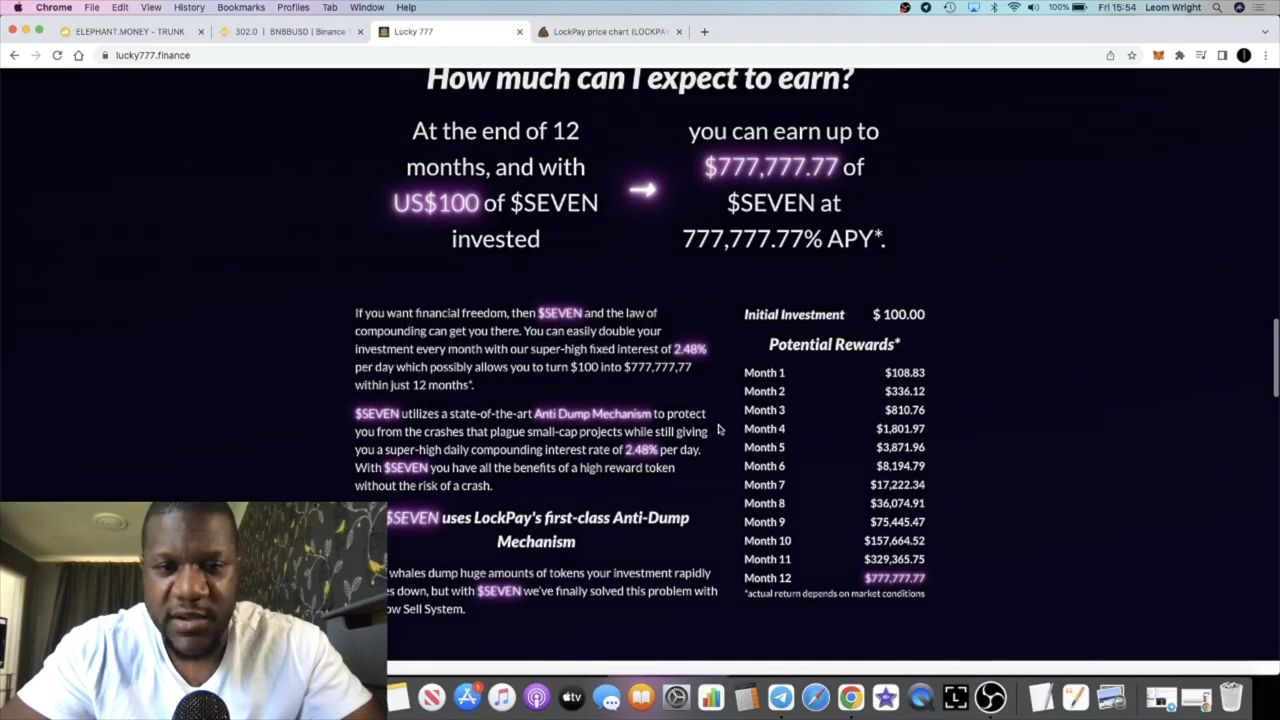 Chrome File Edit View History Bookmarks Profiles Tab Window Help 100% Fri 15:54 Leom Wright
ELEPHANT.MONEY - TRUNK × 302.0 | BNBBUSD | Binance S × Lucky 777 × LockPay price chart (LOCKPAY ×
lucky777.finance
How much can I expect to earn?
At the end of 12
months, and with
US$100 of $SEVEN
invested
you can earn up to
$777,777.77 of
$SEVEN at
777,777.77% APY*.
If you want financial freedom, then $SEVEN and the law of
compounding can get you there. You can easily double your
investment every month with our super-high fixed interest of 2.48%
per day which possibly allows you to turn $100 into $777,777,77
within just 12 months*.
$SEVEN utilizes a state-of-the-art Anti Dump Mechanism to protect
you from the crashes that plague small-cap projects while still giving
you a super-high daily compounding interest rate of 2.48% per day.
With $SEVEN you have all the benefits of a high reward token
without the risk of a crash.
$SEVEN uses LockPay's first-class Anti-Dump
Mechanism
whales dump huge amounts of tokens your investment rapidly
es down, but with $SEVEN we've finally solved this problem with
ow Sell System.
Initial Investment $ 100.00
Potential Rewards*
Month 1 $108.83
Month 2 $336.12
Month 3 $810.76
Month 4 $1,801.97
Month 5 $3,871.96
Month 6 $8,194.79
Month 7 $17,222.34
Month 8 $36,074.91
Month 9 $75,445.47
Month 10 $157,664.52
Month 11 $329,365.75
Month 12 $777,777.77
*actual return depends on market conditions